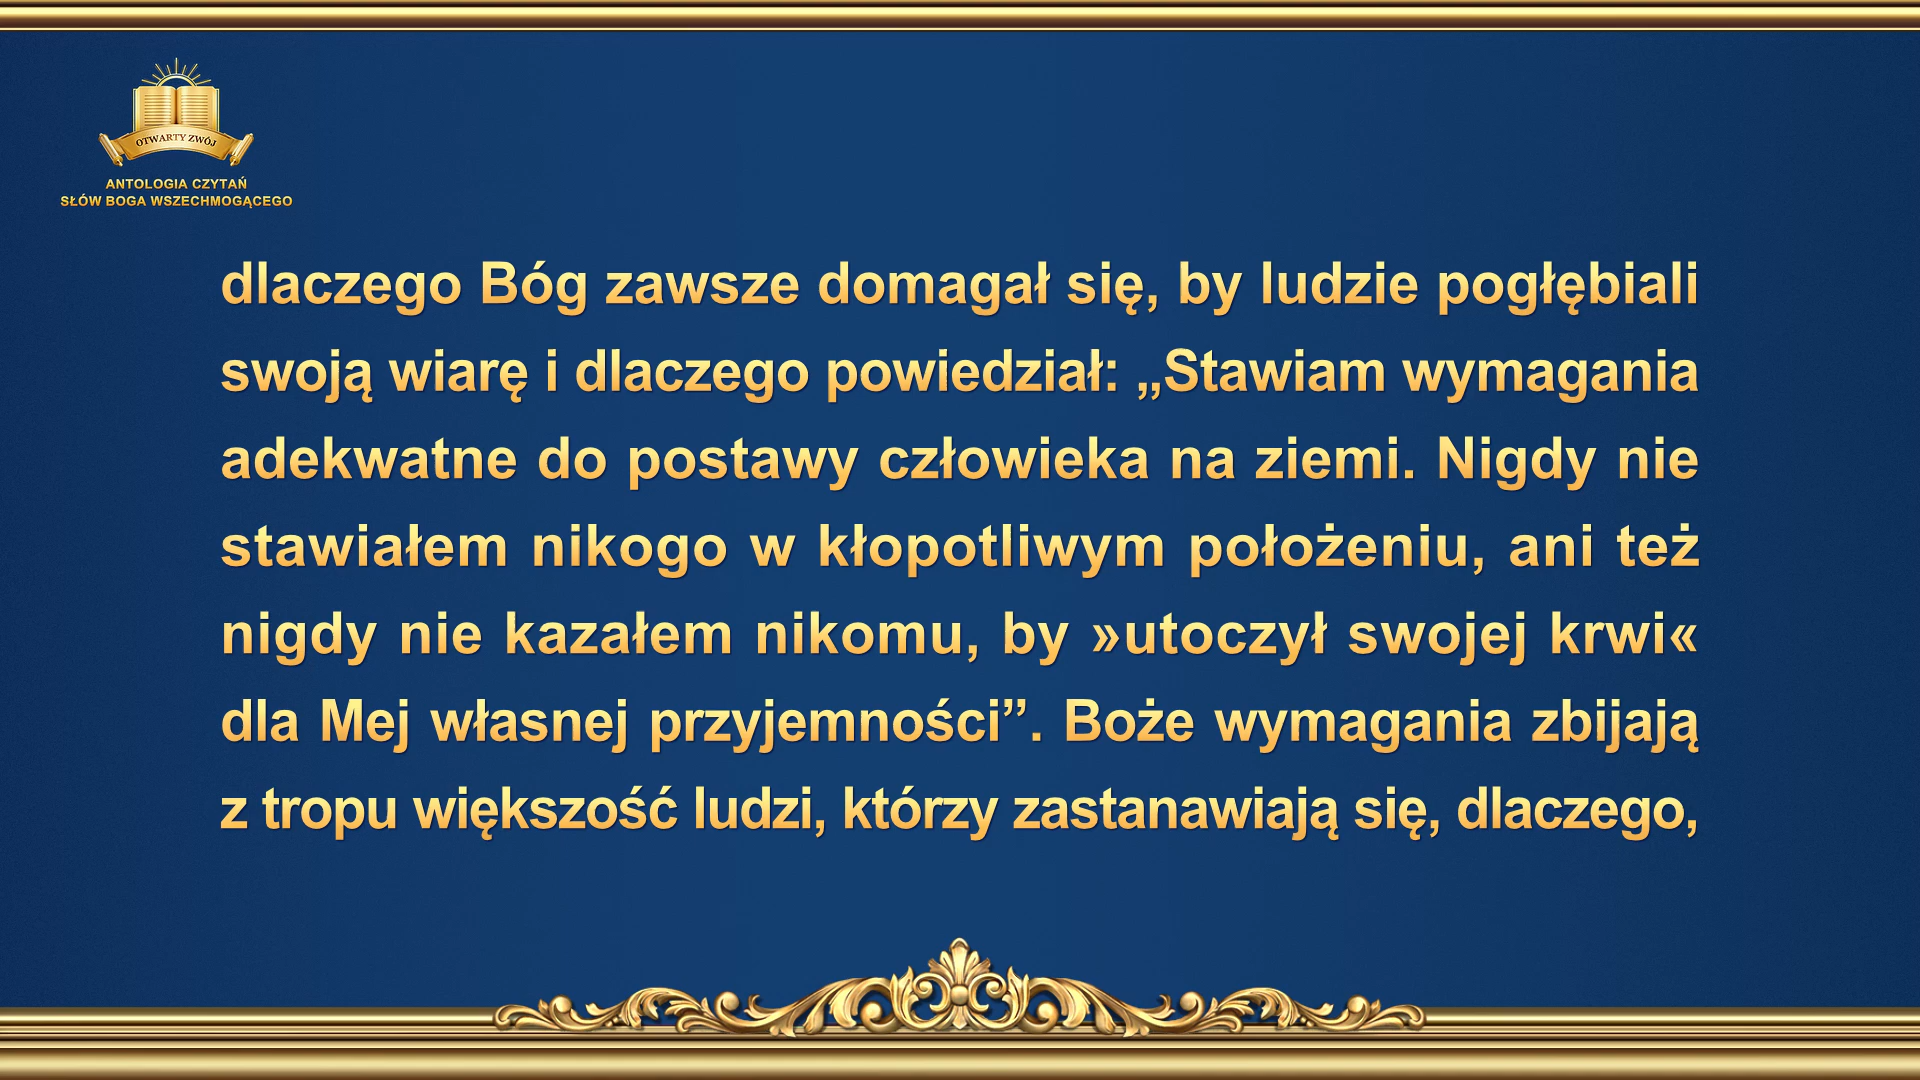 OTWARTY ZWÓJ
ANTOLOGIA CZYTAŃ
SŁÓW BOGA WSZECHMOGĄCEGO
dlaczego Bóg zawsze domagał się, by ludzie pogłębiali
swoją wiarę i dlaczego powiedział: „Stawiam wymagania
adekwatne do postawy człowieka na ziemi. Nigdy nie
stawiałem nikogo w kłopotliwym położeniu, ani też
nigdy nie kazałem nikomu, by »utoczył swojej krwi«
dla Mej własnej przyjemności”. Boże wymagania zbijają
z tropu większość ludzi, którzy zastanawiają się, dlaczego,